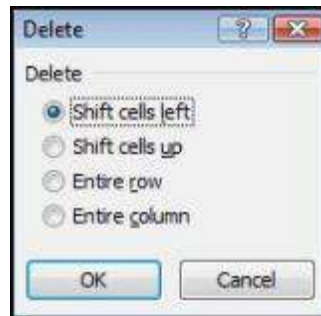 Delete
Delete
Shift cells left
Shift cells up
Entire row
Entire column
OK Cancel